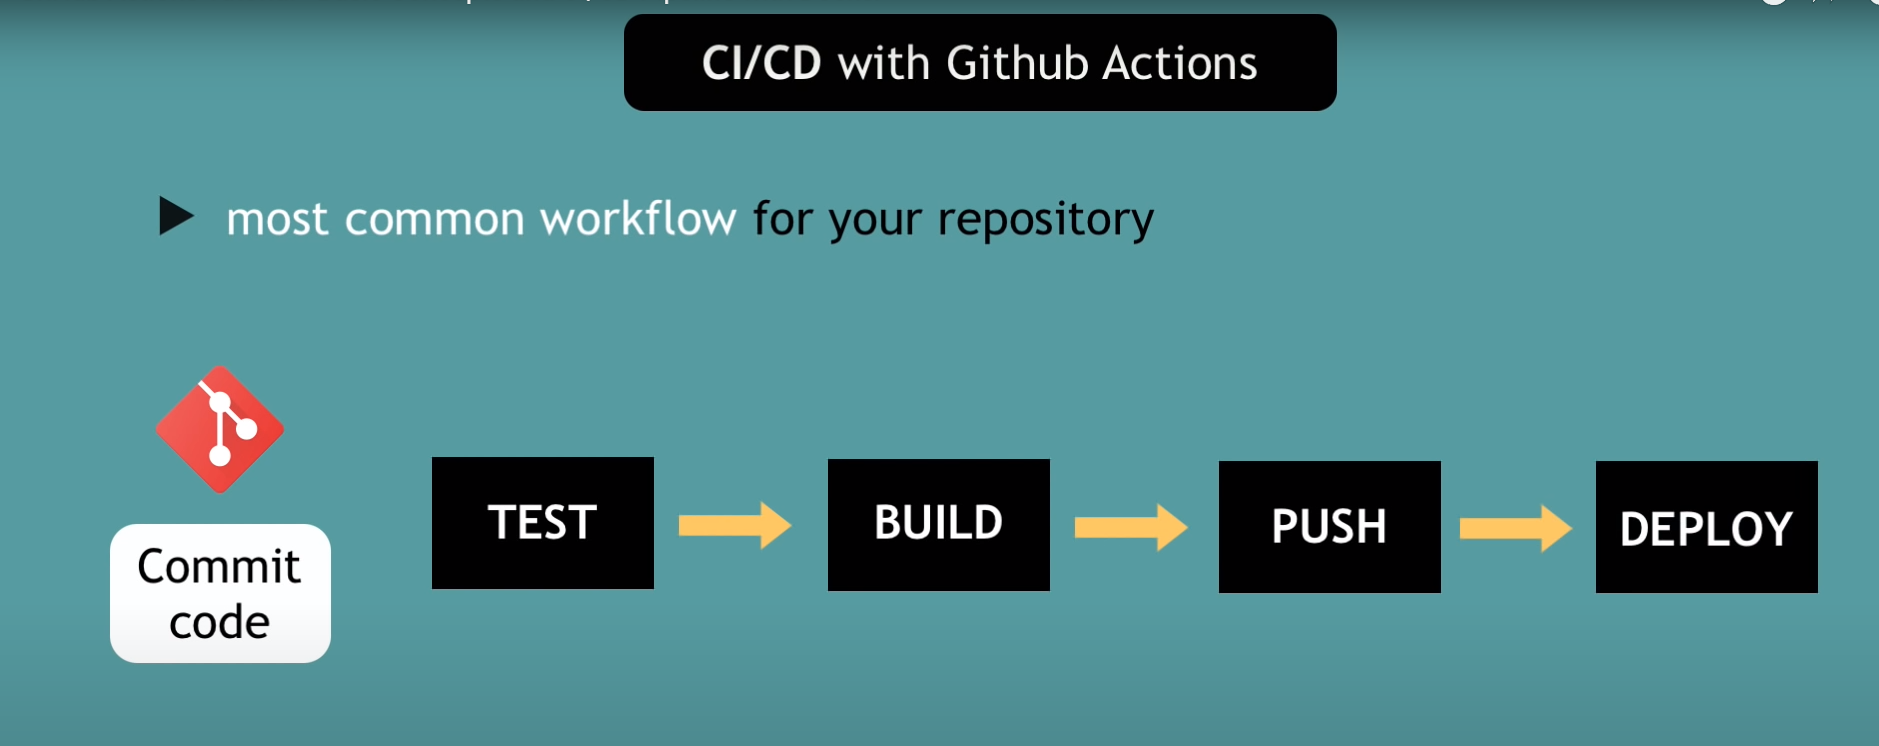 CI/CD with Github Actions
most common workflow for your repository
Commit
code
TEST
BUILD
PUSH
DEPLOY